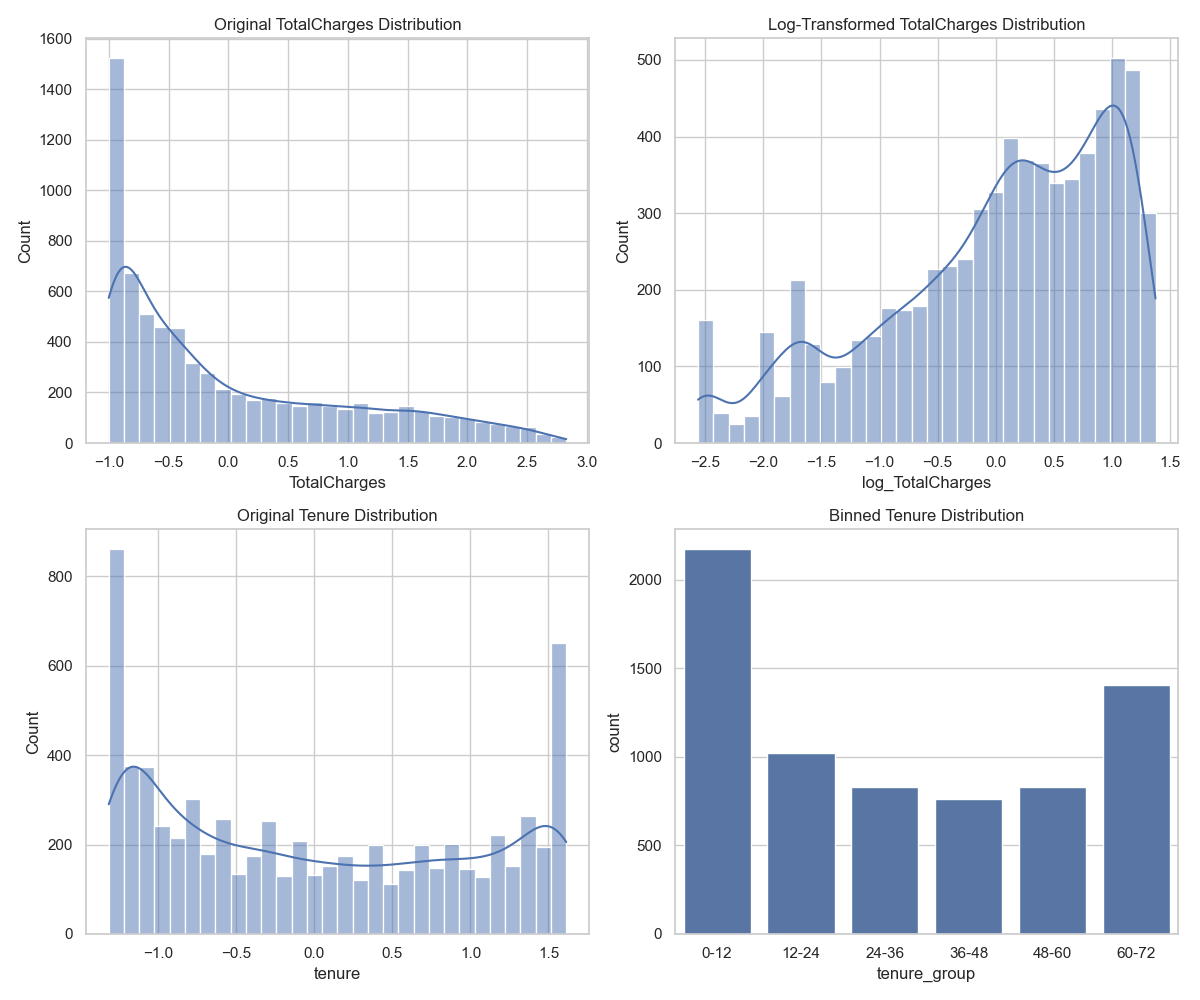 Original TotalCharges Distribution
Count
1600
1400
1200
1000
800
600
400
200
0
−1.0 −0.5 0.0 0.5 1.0 1.5 2.0 2.5 3.0
TotalCharges
Log-Transformed TotalCharges Distribution
Count
500
400
300
200
100
0
−2.5 −2.0 −1.5 −1.0 −0.5 0.0 0.5 1.0 1.5
log_TotalCharges
Original Tenure Distribution
Count
800
600
400
200
0
−1.0 −0.5 0.0 0.5 1.0 1.5
tenure
Binned Tenure Distribution
count
2000
1500
1000
500
0
0-12 12-24 24-36 36-48 48-60 60-72
tenure_group